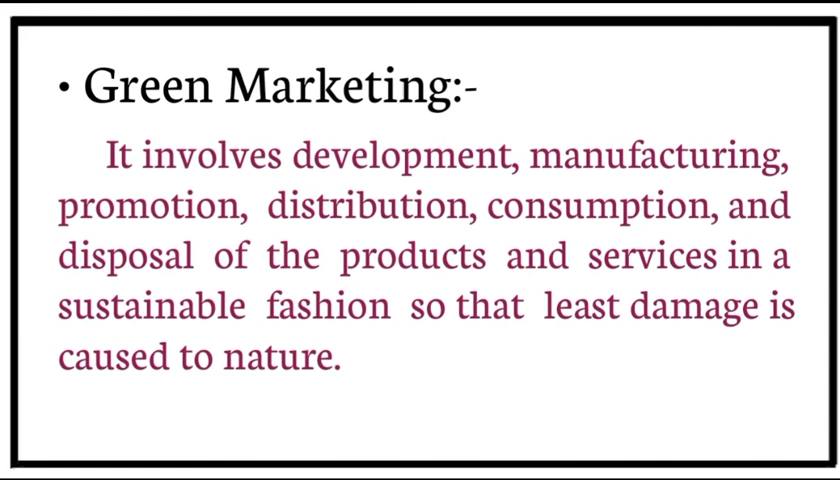 • Green Marketing:-
It involves development, manufacturing,
promotion, distribution, consumption, and
disposal of the products and services in a
sustainable fashion so that least damage is
caused to nature.